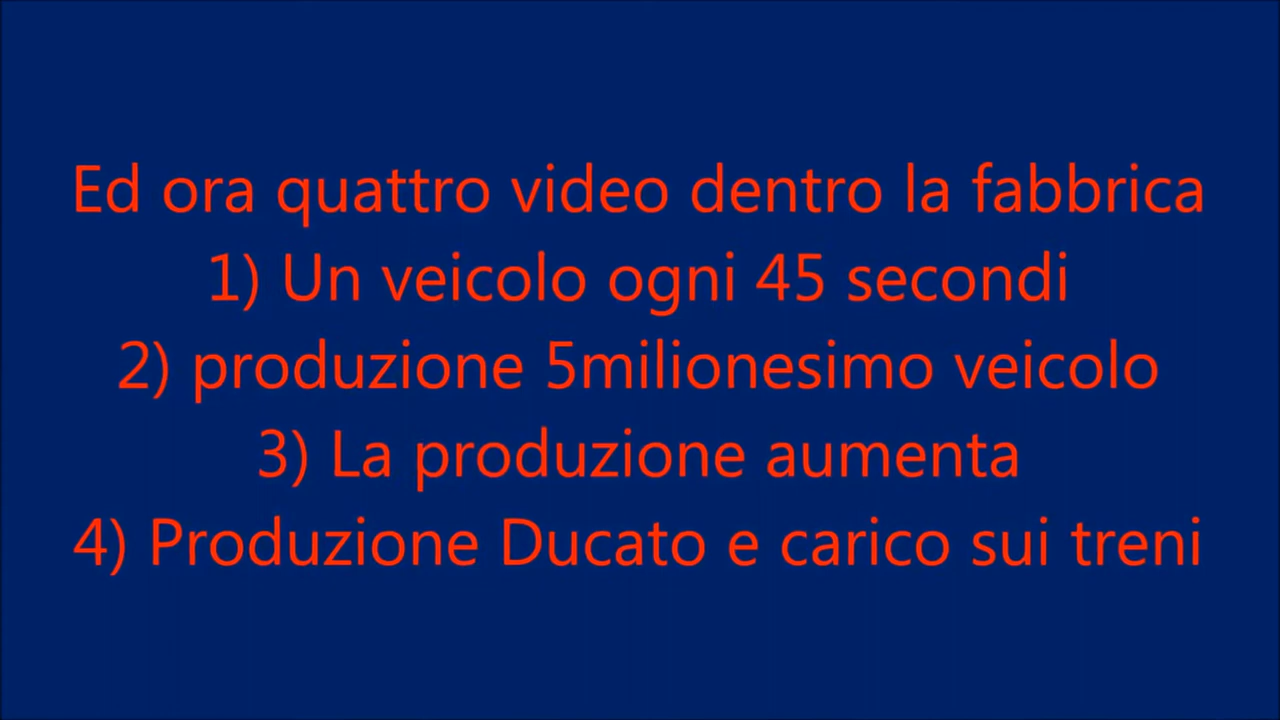 Ed ora quattro video dentro la fabbrica
1) Un veicolo ogni 45 secondi
2) produzione 5milionesimo veicolo
3) La produzione aumenta
4) Produzione Ducato e carico sui treni